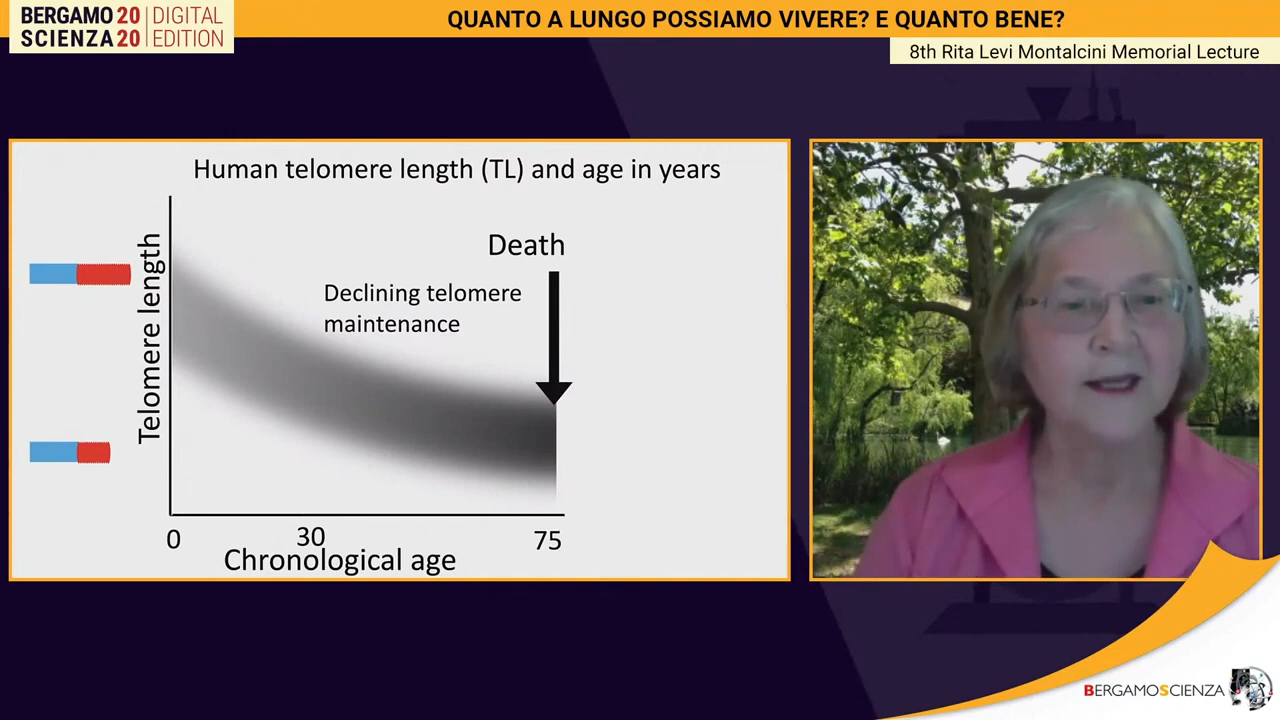 BERGAMO 20 DIGITAL
SCIENZA 20 EDITION
QUANTO A LUNGO POSSIAMO VIVERE? E QUANTO BENE?
8th Rita Levi Montalcini Memorial Lecture
Human telomere length (TL) and age in years
Telomere length
Death
Declining telomere
maintenance
0 30 75
Chronological age
BERGAMOSCIENZA